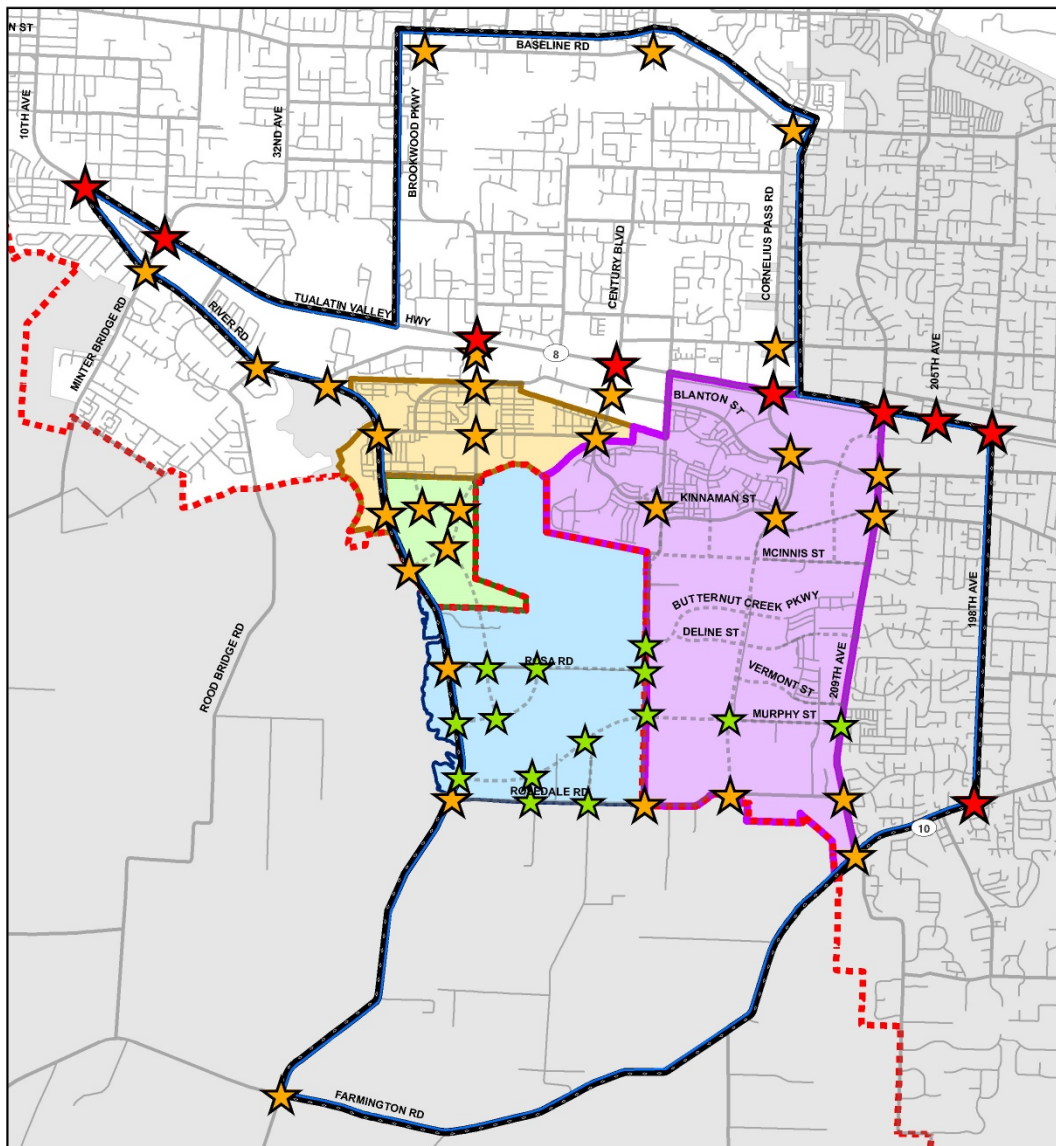 N ST
BASELINE RD
10TH AVE
32ND AVE
BROOKWOOD PKWY
CENTURY BLVD
CORNELIUS PASS RD
TUALATIN VALLEY
HWY
8
RIVER RD
MINTER BRIDGE RD
205TH AVE
BLANTON ST
KINNAMAN ST
MCINNIS ST
BUTTERNUT CREEK PKWY
DELINE ST
VERMONT ST
MURPHY ST
209TH AVE
198TH AVE
ROOD BRIDGE RD
ROSA RD
ROSEDALE RD
10
FARMINGTON RD